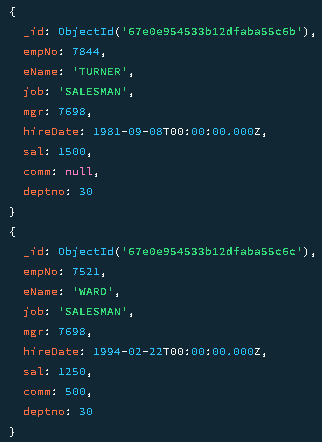 {
_id: ObjectId('67e0e954533b12dfaba55c6b'),
empNo: 7844,
eName: 'TURNER',
job: 'SALESMAN',
mgr: 7698,
hireDate: 1981-09-08T00:00:00.000Z,
sal: 1500,
comm: null,
deptno: 30
}
{
_id: ObjectId('67e0e954533b12dfaba55c6c'),
empNo: 7521,
eName: 'WARD',
job: 'SALESMAN',
mgr: 7698,
hireDate: 1994-02-22T00:00:00.000Z,
sal: 1250,
comm: 500,
deptno: 30
}